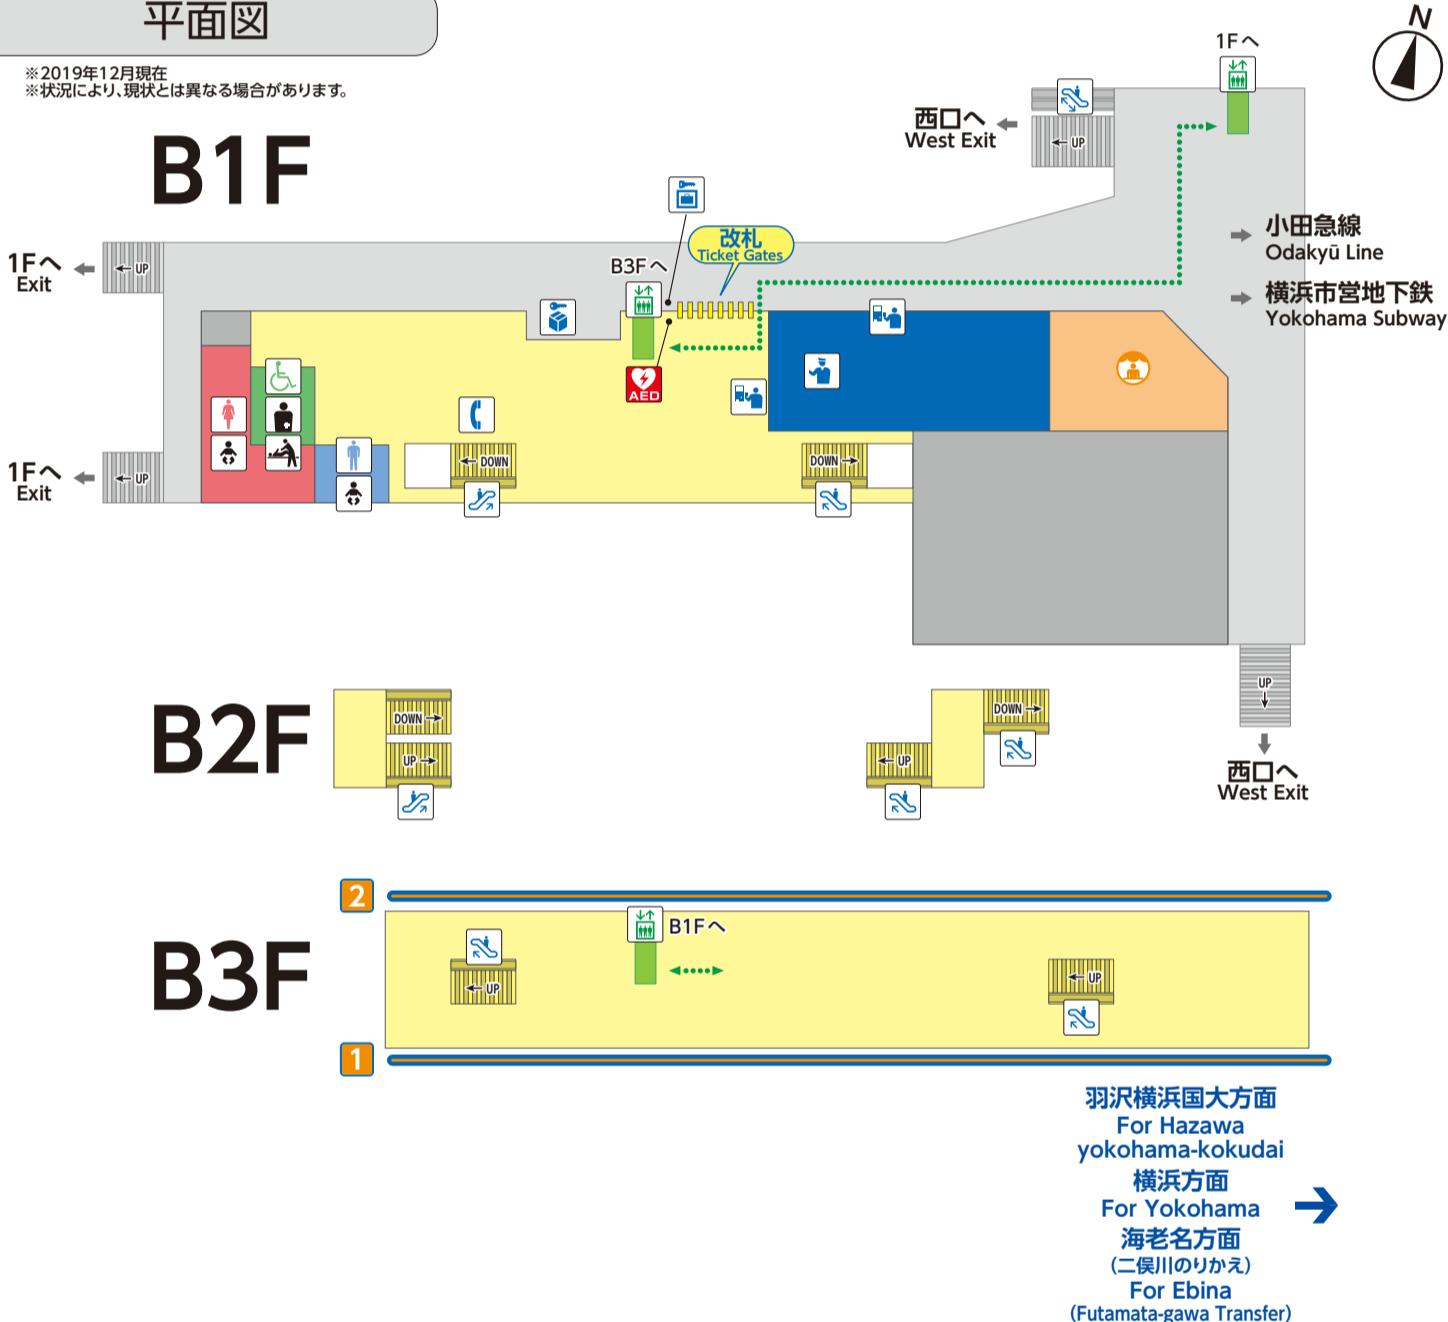 平面図
N
※2019年12月現在
※状況により、現状とは異なる場合があります。
1Fへ
西口へ
West Exit
UP
B1F
改札
Ticket Gates
小田急線
Odakyū Line
横浜市営地下鉄
Yokohama Subway
1Fへ
Exit
UP
B3Fへ
AED
1Fへ
Exit
UP
DOWN
DOWN
B2F
DOWN
UP
DOWN
UP
UP
西口へ
West Exit
2
B3F
B1Fへ
UP
UP
1
羽沢横浜国大方面
For Hazawa
yokohama-kokudai
横浜方面
For Yokohama
海老名方面
(二俣川のりかえ)
For Ebina
(Futamata-gawa Transfer)